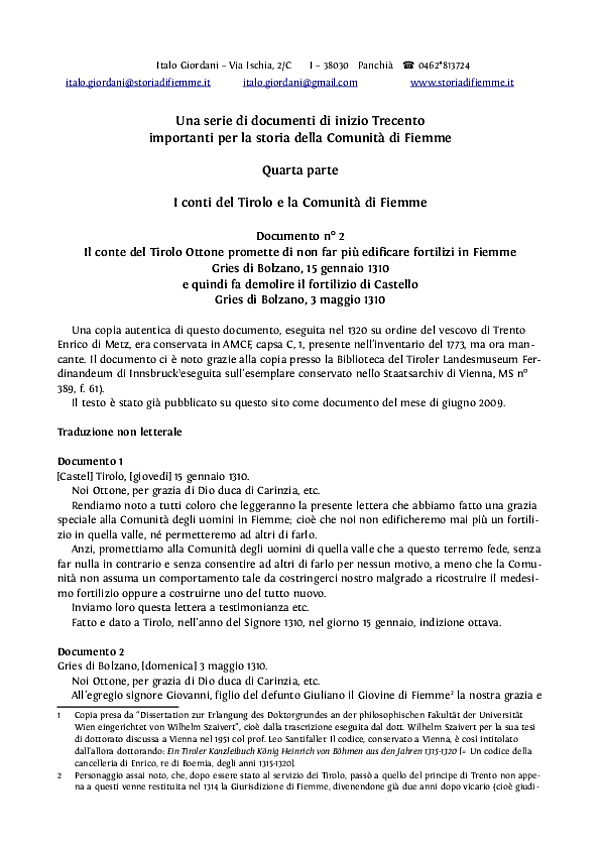 Italo Giordani – Via Ischia, 2/C I – 38030 Panchià ☎ 0462*813724
italo.giordani@storiadifiemme.it italo.giordani@gmail.com www.storiadifiemme.it
Una serie di documenti di inizio Trecento
importanti per la storia della Comunità di Fiemme
Quarta parte
I conti del Tirolo e la Comunità di Fiemme
Documento n° 2
Il conte del Tirolo Ottone promette di non far più edificare fortilizi in Fiemme
Gries di Bolzano, 15 gennaio 1310
e quindi fa demolire il fortilizio di Castello
Gries di Bolzano, 3 maggio 1310
Una copia autentica di questo documento, eseguita nel 1320 su ordine del vescovo di Trento
Enrico di Metz, era conservata in AMCF, capsa C, 1, presente nell'inventario del 1773, ma ora man-
cante. Il documento ci è noto grazie alla copia presso la Biblioteca del Tiroler Landesmuseum Fer-
dinandeum di Innsbruck¹eseguita sull'esemplare conservato nello Staatsarchiv di Vienna, MS n°
389, f. 61).
Il testo è stato già pubblicato su questo sito come documento del mese di giugno 2009.
Traduzione non letterale
Documento 1
[Castel] Tirolo, [giovedì] 15 gennaio 1310.
Noi Ottone, per grazia di Dio duca di Carinzia, etc.
Rendiamo noto a tutti coloro che leggeranno la presente lettera che abbiamo fatto una grazia
speciale alla Comunità degli uomini in Fiemme; cioè che noi non edificheremo mai più un fortili-
zio in quella valle, né permetteremo ad altri di farlo.
Anzi, promettiamo alla Comunità degli uomini di quella valle che a questo terremo fede, senza
far nulla in contrario e senza consentire ad altri di farlo per nessun motivo, a meno che la Comu-
nità non assuma un comportamento tale da costringerci nostro malgrado a ricostruire il medesi-
mo fortilizio oppure a costruirne uno del tutto nuovo.
Inviamo loro questa lettera a testimonianza etc.
Fatto e dato a Tirolo, nell'anno del Signore 1310, nel giorno 15 gennaio, indizione ottava.
Documento 2
Gries di Bolzano, [domenica] 3 maggio 1310.
Noi Ottone, per grazia di Dio duca di Carinzia, etc.
All'egregio signore Giovanni, figlio del defunto Giuliano il Giovine di Fiemme² la nostra grazia e
1 Copia presa da "Dissertation zur Erlangung des Doktorgrundes an der philosophischen Fakultät der Universität
Wien eingerichtet von Wilhelm Szaivert", cioè dalla trascrizione eseguita dal dott. Wilhelm Szaivert per la sua tesi
di dottorato discussa a Vienna nel 1951 col prof. Leo Santifaller. Il codice, conservato a Vienna, è così intitolato
dall'allora dottorando: Ein Tiroler Kanzleibuch König Heinrich von Böhmen aus den Jahren 1315-1320 [= Un codice della
cancelleria di Enrico, re di Boemia, degli anni 1315-1320].
2 Personaggio assai noto, che, dopo essere stato al servizio dei Tirolo, passò a quello del principe di Trento non appe-
na a questi venne restituita nel 1314 la Giurisdizione di Fiemme, divenendone già due anni dopo vicario (cioè giudi-